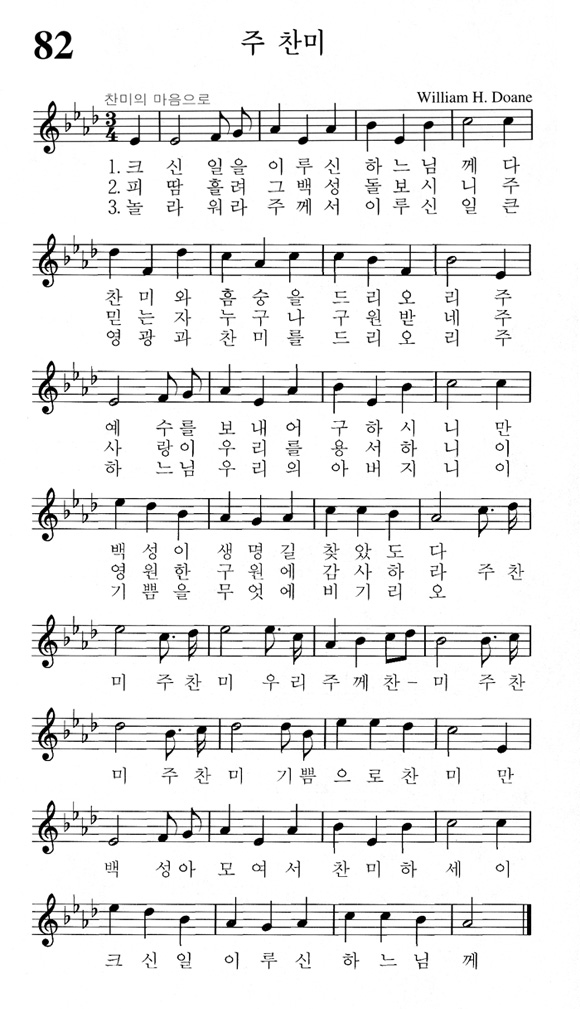 82
주 찬미
찬미의 마음으로
William H. Doane
3
4
1. 크 신 일을 이 루 신 하 느 님 께 다
2. 피 땀 흘려 그 백 성 돌 보 시 니 주
3. 놀 라 워라 주 께 서 이 루 신 일 큰
찬 미 와 흠 숭 을 드 리 오 리 주
믿 는 자 누 구 나 구 원 받 네 주
영 광 과 찬 미 를 드 리 오 리 주
예 수를 보 내 어 구 하 시 니 만
사 랑이 우 리 를 용 서 하 니 이
하 느님 우 리 의 아 버 지 니 이
백 성 이 생 명 길 찾 았 도 다
영 원 한 구 원 에 감 사 하 라 주 찬
기 쁨 을 무 엇 에 비 기 리 오
미 주 찬 미 우 리 주 께 찬 – 미 주 찬
미 주 찬 미 기 쁨 으 로 찬 미 만
백 성아 모 여 서 찬 미 하 세 이
크 신 일 이 루 신 하 느 님 께